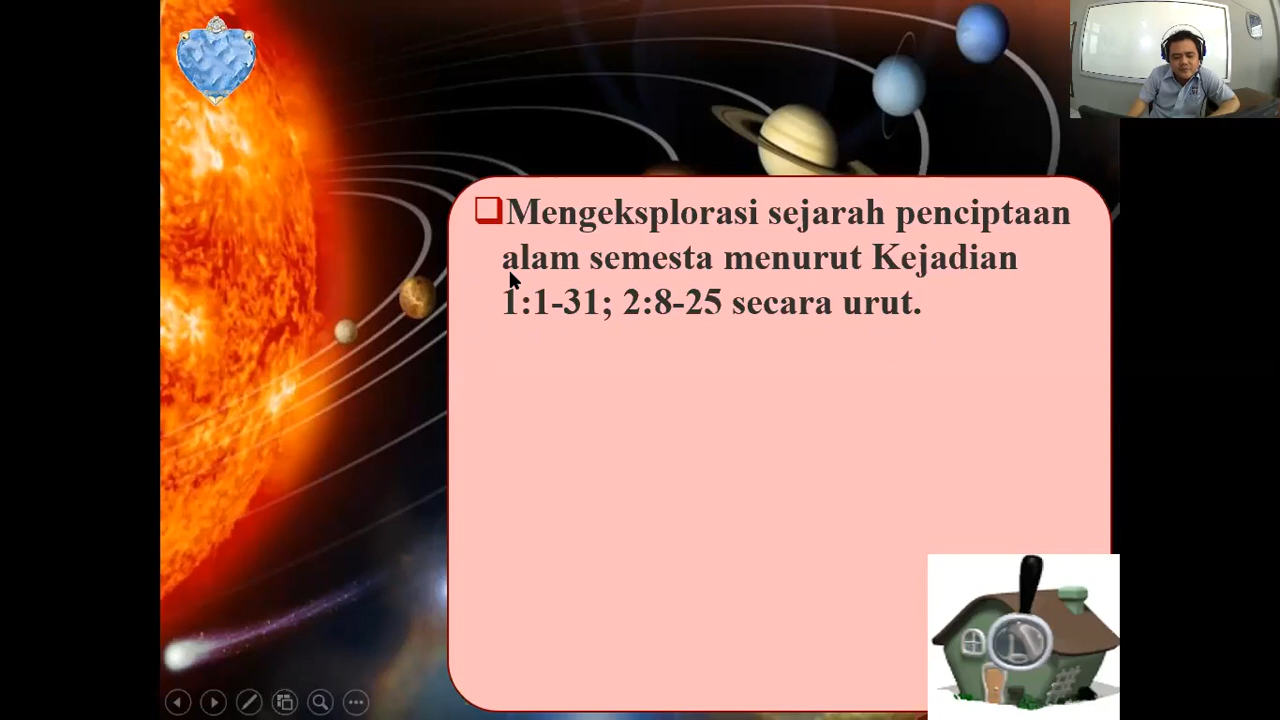 Mengeksplorasi sejarah penciptaan
alam semesta menurut Kejadian
1:1-31; 2:8-25 secara urut.